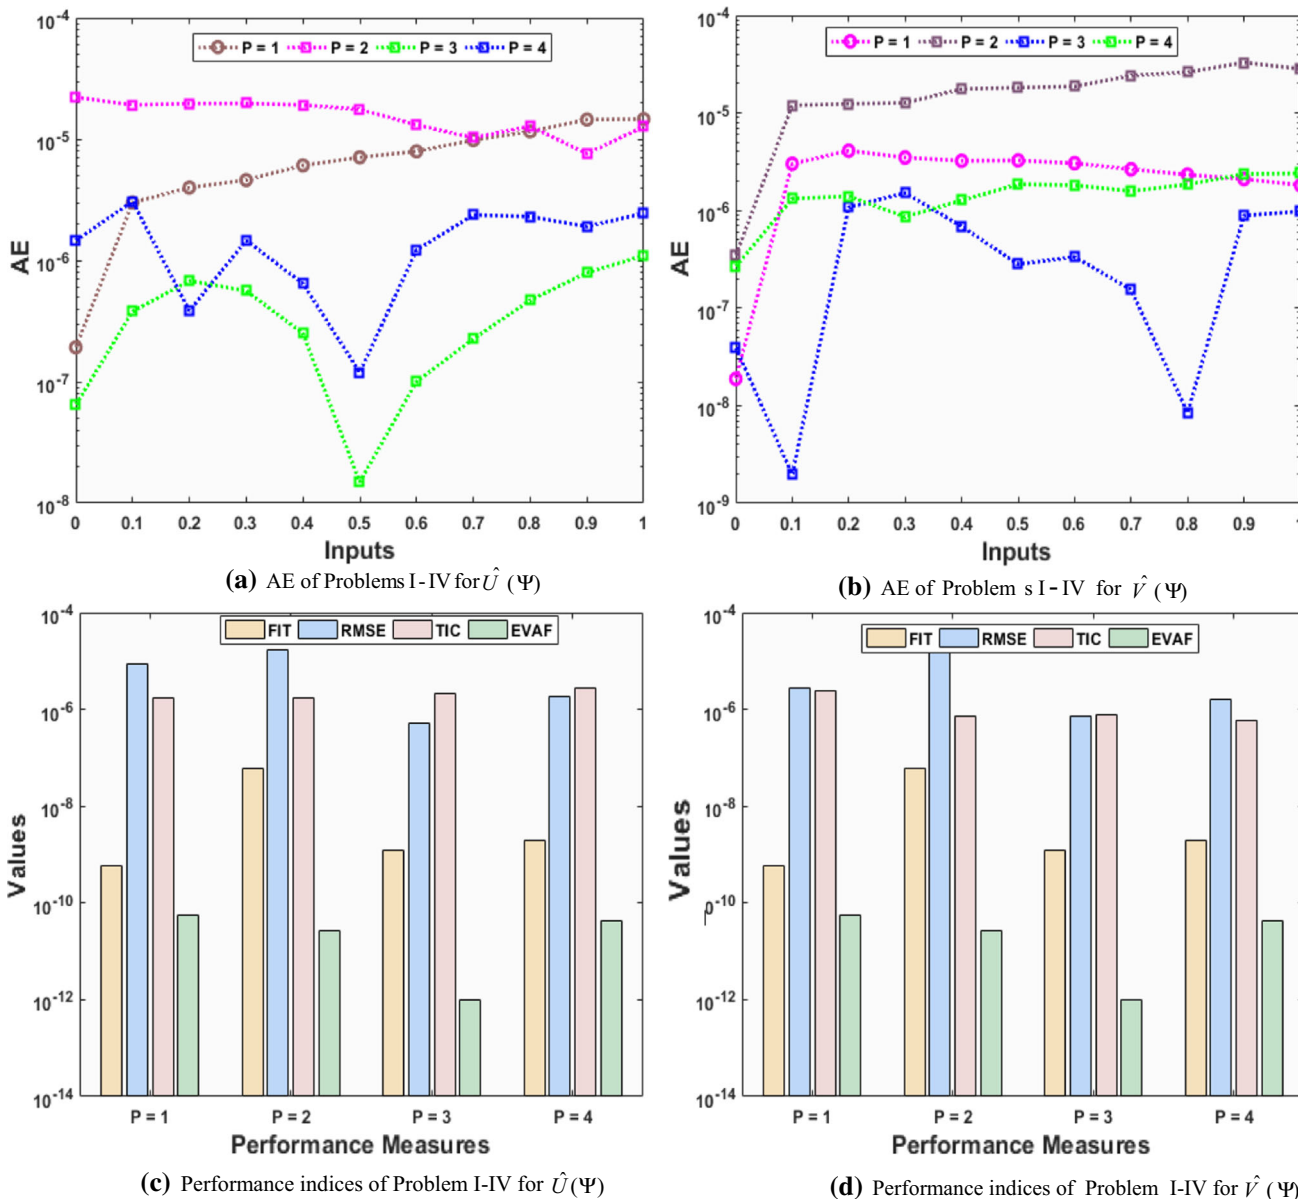 10^-4
P = 1 P = 2 P = 3 P = 4
10^-5
10^-6
10^-7
10^-8
AE
0 0.1 0.2 0.3 0.4 0.5 0.6 0.7 0.8 0.9 1
Inputs
(a) AE of Problems I-IV for Û (Ψ)
10^-4
P = 1 P = 2 P = 3 P = 4
10^-5
10^-6
10^-7
10^-8
10^-9
AE
0 0.1 0.2 0.3 0.4 0.5 0.6 0.7 0.8 0.9 1
Inputs
(b) AE of Problem s I-IV for V̂ (Ψ)
10^-4
FIT RMSE TIC EVAF
10^-6
10^-8
10^-10
10^-12
10^-14
Values
P = 1 P = 2 P = 3 P = 4
Performance Measures
(c) Performance indices of Problem I-IV for Û(Ψ)
10^-4
FIT RMSE TIC EVAF
10^-6
10^-8
0^-10
10^-12
10^-14
Values
P = 1 P = 2 P = 3 P = 4
Performance Measures
(d) Performance indices of Problem I-IV for V̂ (Ψ)